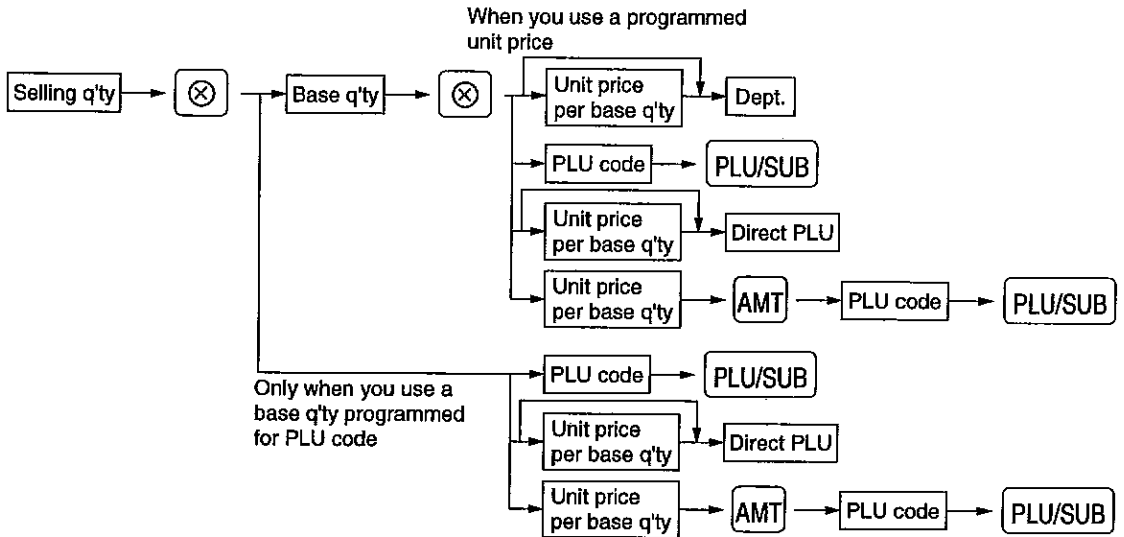 When you use a programmed
unit price
Selling q'ty
⊗
Base q'ty
⊗
Unit price
per base q'ty
Dept.
PLU code
PLU/SUB
Unit price
per base q'ty
Direct PLU
Unit price
per base q'ty
AMT
PLU code
PLU/SUB
Only when you use a
base q'ty programmed
for PLU code
PLU code
PLU/SUB
Unit price
per base q'ty
Direct PLU
Unit price
per base q'ty
AMT
PLU code
PLU/SUB